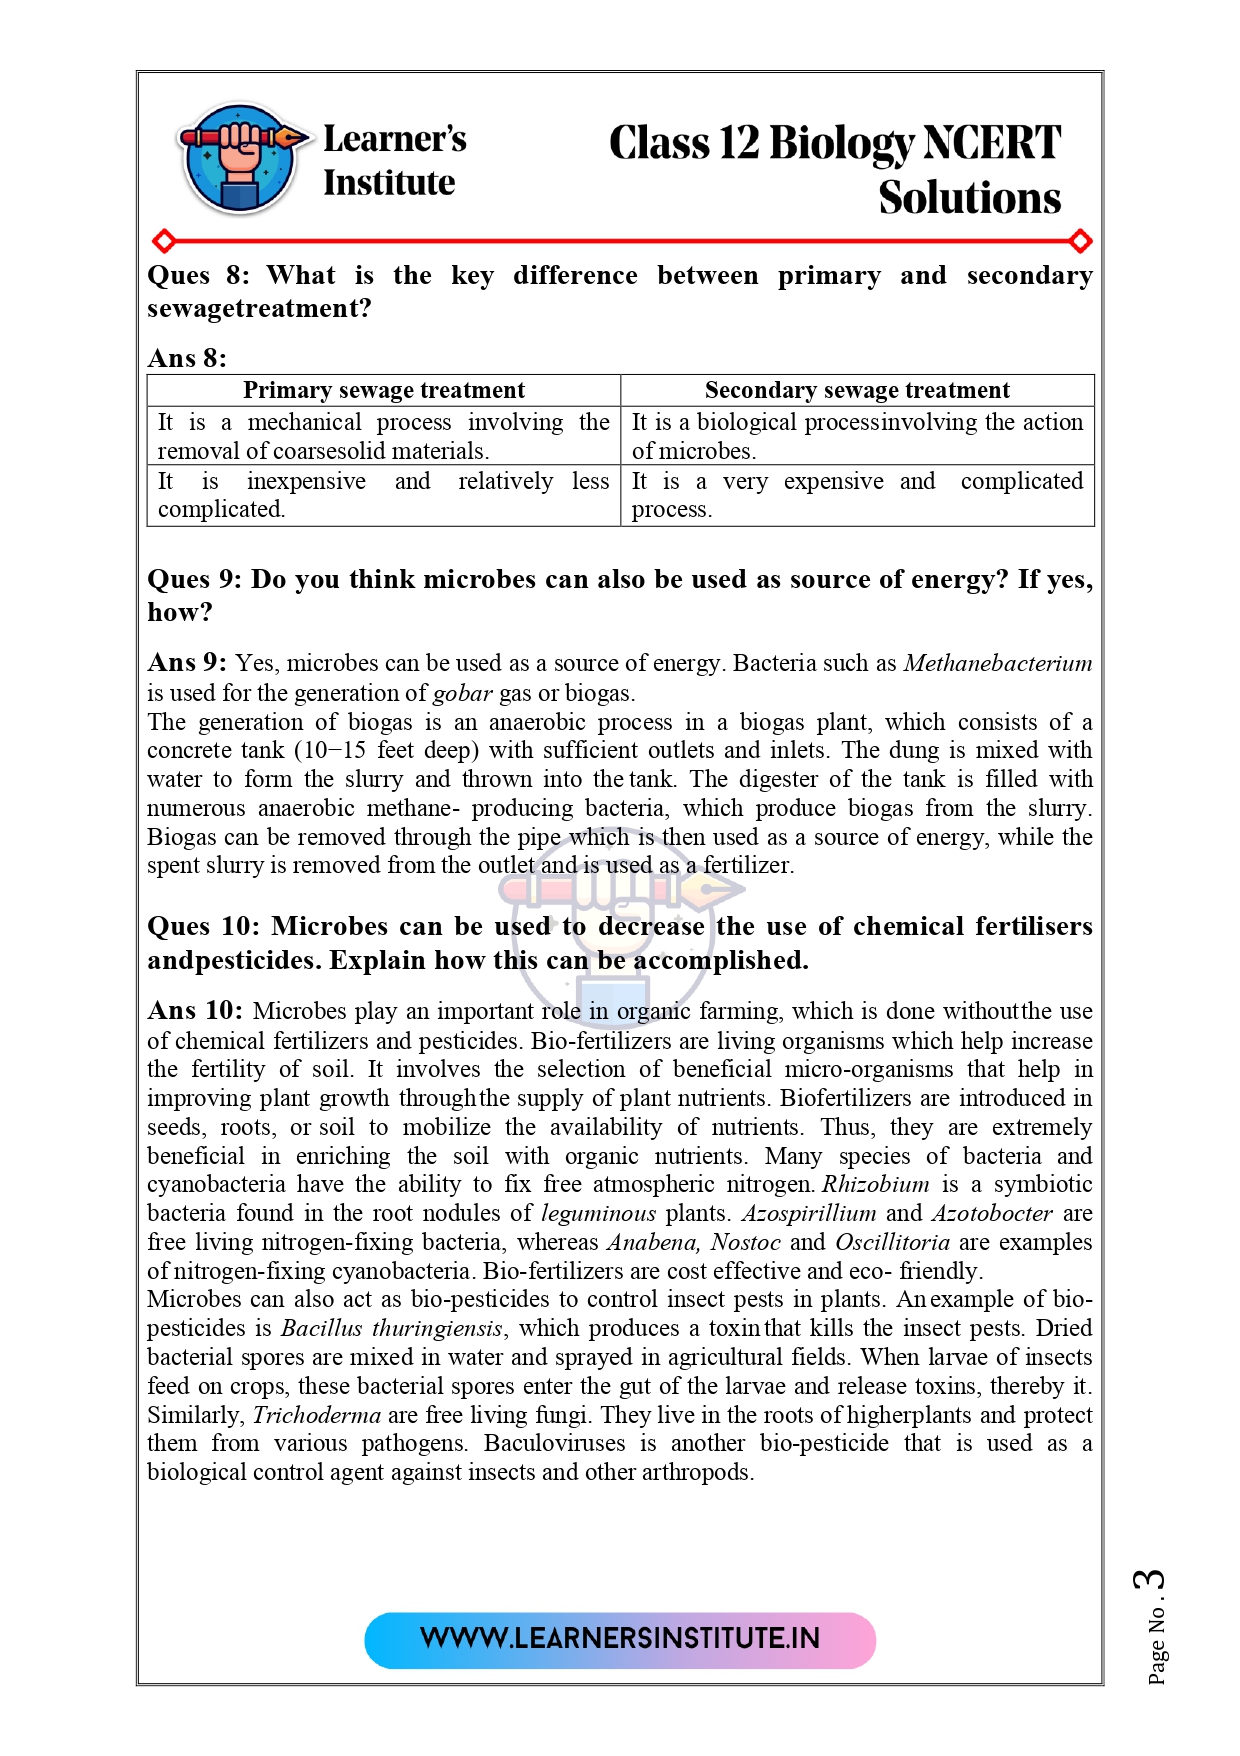 Learner's
Institute
Class 12 Biology NCERT
Solutions
Ques 8: What is the key difference between primary and secondary
sewagetreatment?
Ans 8:
Primary sewage treatment
Secondary sewage treatment
It is a mechanical process involving the
removal of coarsesolid materials.
It is a biological processinvolving the action
of microbes.
It is inexpensive and relatively less
complicated.
It is a very expensive and complicated
process.
Ques 9: Do you think microbes can also be used as source of energy? If yes,
how?
Ans 9: Yes, microbes can be used as a source of energy. Bacteria such as Methanebacterium
is used for the generation of gobar gas or biogas.
The generation of biogas is an anaerobic process in a biogas plant, which consists of a
concrete tank (10−15 feet deep) with sufficient outlets and inlets. The dung is mixed with
water to form the slurry and thrown into the tank. The digester of the tank is filled with
numerous anaerobic methane- producing bacteria, which produce biogas from the slurry.
Biogas can be removed through the pipe which is then used as a source of energy, while the
spent slurry is removed from the outlet and is used as a fertilizer.
Ques 10: Microbes can be used to decrease the use of chemical fertilisers
andpesticides. Explain how this can be accomplished.
Ans 10: Microbes play an important role in organic farming, which is done without the use
of chemical fertilizers and pesticides. Bio-fertilizers are living organisms which help increase
the fertility of soil. It involves the selection of beneficial micro-organisms that help in
improving plant growth through the supply of plant nutrients. Biofertilizers are introduced in
seeds, roots, or soil to mobilize the availability of nutrients. Thus, they are extremely
beneficial in enriching the soil with organic nutrients. Many species of bacteria and
cyanobacteria have the ability to fix free atmospheric nitrogen. Rhizobium is a symbiotic
bacteria found in the root nodules of leguminous plants. Azospirillium and Azotobocter are
free living nitrogen-fixing bacteria, whereas Anabena, Nostoc and Oscillitoria are examples
of nitrogen-fixing cyanobacteria. Bio-fertilizers are cost effective and eco- friendly.
Microbes can also act as bio-pesticides to control insect pests in plants. An example of bio-
pesticides is Bacillus thuringiensis, which produces a toxin that kills the insect pests. Dried
bacterial spores are mixed in water and sprayed in agricultural fields. When larvae of insects
feed on crops, these bacterial spores enter the gut of the larvae and release toxins, thereby it.
Similarly, Trichoderma are free living fungi. They live in the roots of higherplants and protect
them from various pathogens. Baculoviruses is another bio-pesticide that is used as a
biological control agent against insects and other arthropods.
WWW.LEARNERSINSTITUTE.IN
Page No. 3